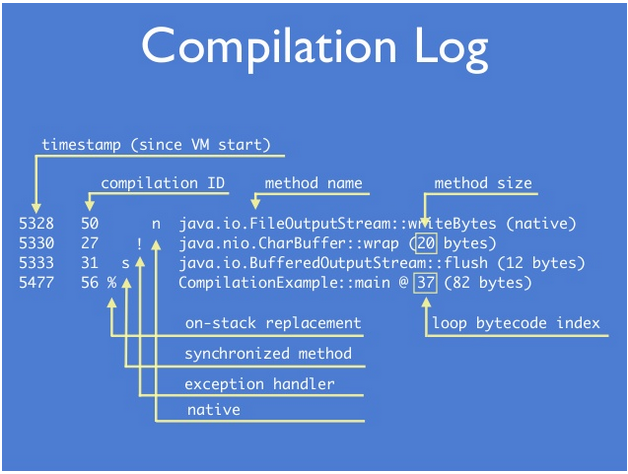 Compilation Log
timestamp (since VM start)
compilation ID method name method size
5328 50 n java.io.FileOutputStream::writeBytes (native)
5330 27 ! java.nio.CharBuffer::wrap (20 bytes)
5333 31 s java.io.BufferedOutputStream::flush (12 bytes)
5477 56 % CompilationExample::main @ 37 (82 bytes)
on-stack replacement loop bytecode index
synchronized method
exception handler
native